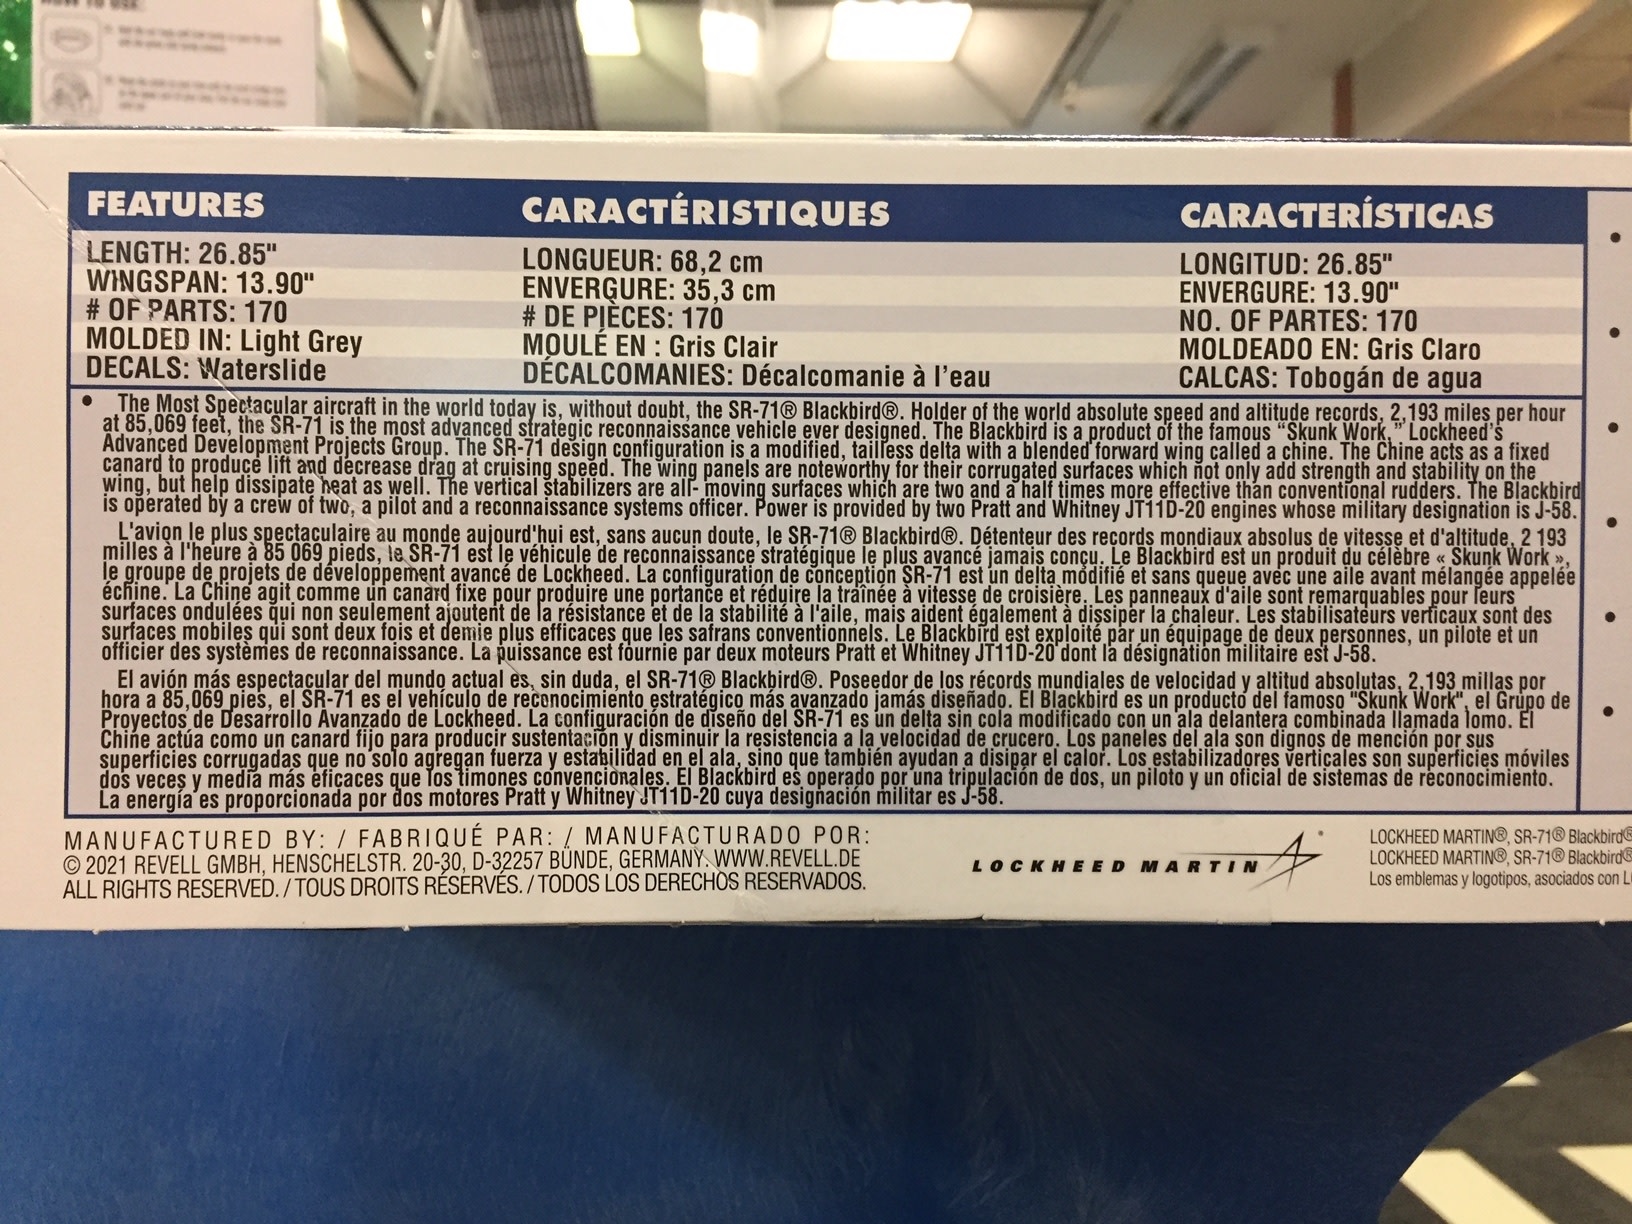 HOW TO USE:
FEATURES
LENGTH: 26.85"
WINGSPAN: 13.90"
# OF PARTS: 170
MOLDED IN: Light Grey
DECALS: Waterslide
CARACTÉRISTIQUES
LONGUEUR: 68,2 cm
ENVERGURE: 35,3 cm
# DE PIÈCES: 170
MOULÉ EN : Gris Clair
DÉCALCOMANIES: Décalcomanie à l'eau
CARACTERÍSTICAS
LONGITUD: 26.85"
ENVERGURE: 13.90"
NO. OF PARTES: 170
MOLDEADO EN: Gris Claro
CALCAS: Tobogán de agua
• The Most Spectacular aircraft in the world today is, without doubt, the SR-71® Blackbird®. Holder of the world absolute speed and altitude records, 2,193 miles per hour
at 85,069 feet, the SR-71 is the most advanced strategic reconnaissance vehicle ever designed. The Blackbird is a product of the famous “Skunk Work,” Lockheed's
Advanced Development Projects Group. The SR-71 design configuration is a modified, tailless delta with a blended forward wing called a chine. The Chine acts as a fixed
canard to produce lift and decrease drag at cruising speed. The wing panels are noteworthy for their corrugated surfaces which not only add strength and stability on the
wing, but help dissipate heat as well. The vertical stabilizers are all- moving surfaces which are two and a half times more effective than conventional rudders. The Blackbird
is operated by a crew of two, a pilot and a reconnaissance systems officer. Power is provided by two Pratt and Whitney JT11D-20 engines whose military designation is J-58.
L'avion le plus spectaculaire au monde aujourd'hui est, sans aucun doute, le SR-71® Blackbird®. Détenteur des records mondiaux absolus de vitesse et d'altitude, 2 193
milles à l'heure à 85 069 pieds, le SR-71 est le véhicule de reconnaissance stratégique le plus avancé jamais conçu. Le Blackbird est un produit du célèbre « Skunk Work »,
le groupe de projets de développement avancé de Lockheed. La configuration de conception SR-71 est un delta modifié et sans queue avec une aile avant mélangée appelée
échine. La Chine agit comme un canard fixe pour produire une portance et réduire la traînée à vitesse de croisière. Les panneaux d'aile sont remarquables pour leurs
surfaces ondulées qui non seulement ajoutent de la résistance et de la stabilité à l'aile, mais aident également à dissiper la chaleur. Les stabilisateurs verticaux sont des
surfaces mobiles qui sont deux fois et demie plus efficaces que les safrans conventionnels. Le Blackbird est exploité par un équipage de deux personnes, un pilote et un
officier des systèmes de reconnaissance. La puissance est fournie par deux moteurs Pratt et Whitney JT11D-20 dont la désignation militaire est J-58.
El avión más espectacular del mundo actual es, sin duda, el SR-71® Blackbird®. Poseedor de los récords mundiales de velocidad y altitud absolutas, 2,193 millas por
hora a 85,069 pies, el SR-71 es el vehículo de reconocimiento estratégico más avanzado jamás diseñado. El Blackbird es un producto del famoso "Skunk Work", el Grupo de
Proyectos de Desarrollo Avanzado de Lockheed. La configuración de diseño del SR-71 es un delta sin cola modificado con un ala delantera combinada llamada lomo. El
Chine actúa como un canard fijo para producir sustentación y disminuir la resistencia a la velocidad de crucero. Los paneles del ala son dignos de mención por sus
superficies corrugadas que no solo agregan fuerza y estabilidad en el ala, sino que también ayudan a disipar el calor. Los estabilizadores verticales son superficies móviles
dos veces y media más eficaces que los timones convencionales. El Blackbird es operado por una tripulación de dos, un piloto y un oficial de sistemas de reconocimiento.
La energía es proporcionada por dos motores Pratt y Whitney JT11D-20 cuya designación militar es J-58.
MANUFACTURED BY: / FABRIQUÉ PAR: / MANUFACTURADO POR:
© 2021 REVELL GMBH, HENSCHELSTR. 20-30, D-32257 BÜNDE, GERMANY. WWW.REVELL.DE
ALL RIGHTS RESERVED. / TOUS DROITS RÉSERVÉS. / TODOS LOS DERECHOS RESERVADOS.
LOCKHEED MARTIN
LOCKHEED MARTIN®, SR-71® Blackbird®
LOCKHEED MARTIN®, SR-71® Blackbird®
Los emblemas y logotipos, asociados con